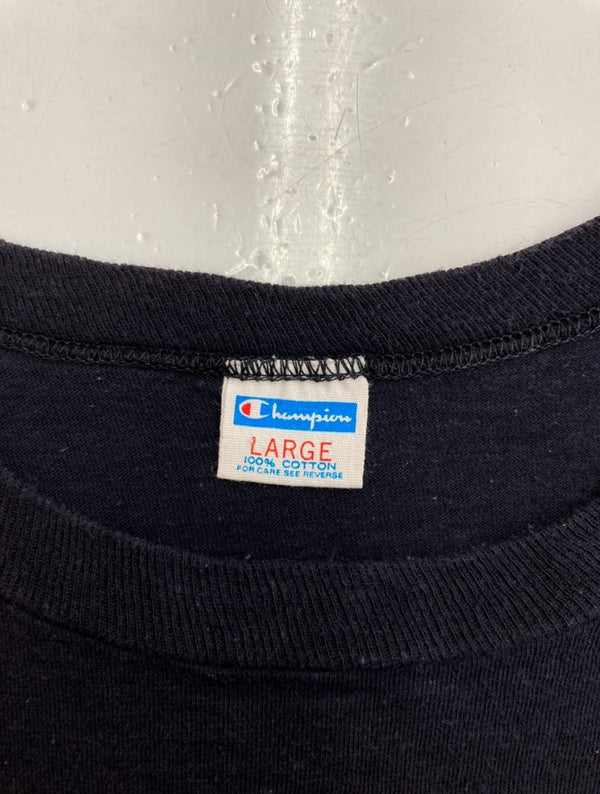 Champion
LARGE
100% COTTON
FOR CARE SEE REVERSE